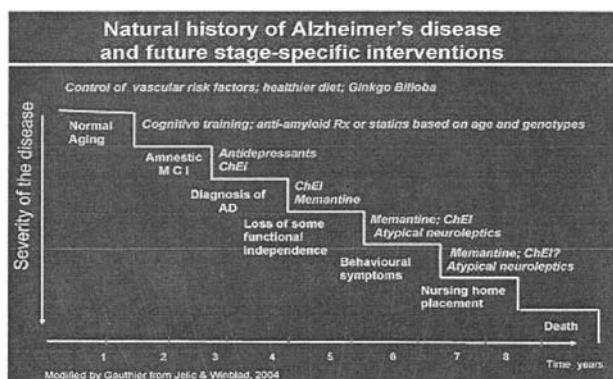 Natural history of Alzheimer's disease
and future stage-specific interventions
Control of vascular risk factors; healthier diet; Ginkgo Biloba
Normal
Aging
Cognitive training; anti-amyloid Rx or statins based on age and genotypes
Amnestic
M C I
Antidepressants
ChEi
Diagnosis of
AD
ChEI
Memantine
Loss of some
functional
independence
Memantine; ChEI
Atypical neuroleptics
Behavioural
symptoms
Memantine; ChEI?
Atypical neuroleptics
Nursing home
placement
Death
Severity of the disease
1 2 3 4 5 6 7 8 Time years.
Modified by Gauthier from Jelic & Winblad, 2004